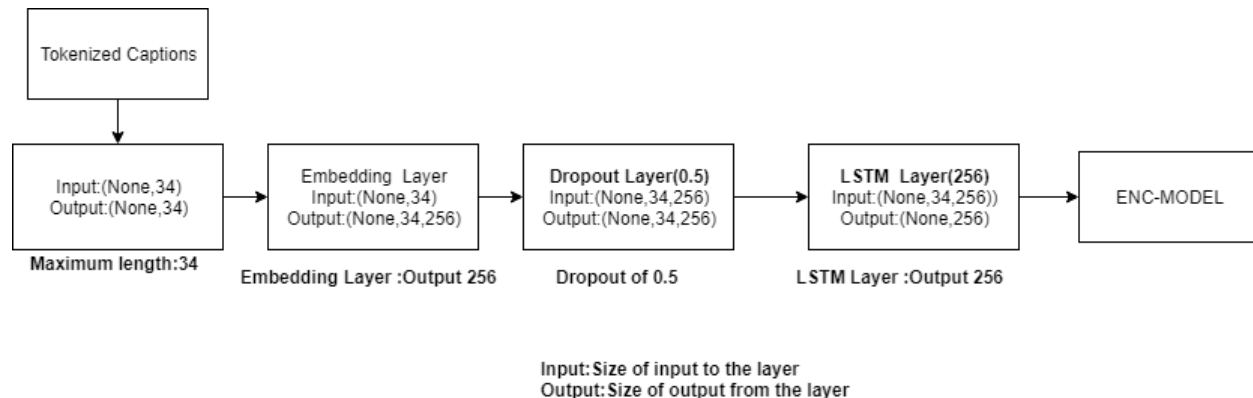 Tokenized Captions
Input:(None,34)
Output:(None,34)
Maximum length:34
Embedding Layer
Input:(None,34)
Output:(None,34,256)
Embedding Layer :Output 256
Dropout Layer(0.5)
Input:(None,34,256)
Output:(None,34,256)
Dropout of 0.5
LSTM Layer(256)
Input:(None,34,256))
Output:(None,256)
LSTM Layer :Output 256
ENC-MODEL
Input:Size of input to the layer
Output:Size of output from the layer